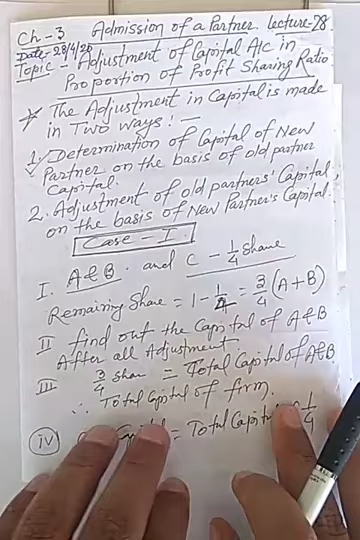 Ch-3 Admission of a Partner. lecture-28
Date-28/4/20
Topic - Adjustment of Capital A/C in
Proportion of Profit Sharing Ratio
* The Adjustment in Capital is made
in Two ways! —
1. Determination of Capital of New
Partner on the basis of old partner
Capital.
2. Adjustment of old partners' Capital,
on the basis of New Partner's Capital.
Case - I.
I. A&B. and C - 1/4 Share
Remaining Share = 1 - 1/4 = 3/4 (A+B)
II find out the Capital of A&B
After all Adjustment.
III 3/4 Share = Total Capital of A&B
∴ Total Capital of firm.
(iv) = Total Capital 1/4